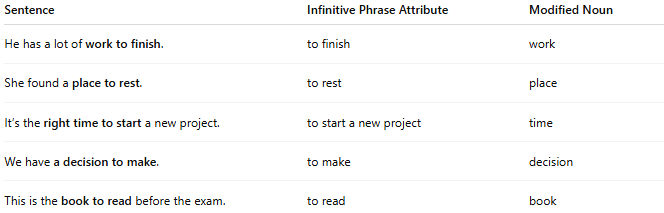 Sentence Infinitive Phrase Attribute Modified Noun
He has a lot of work to finish. to finish work
She found a place to rest. to rest place
It's the right time to start a new project. to start a new project time
We have a decision to make. to make decision
This is the book to read before the exam. to read book